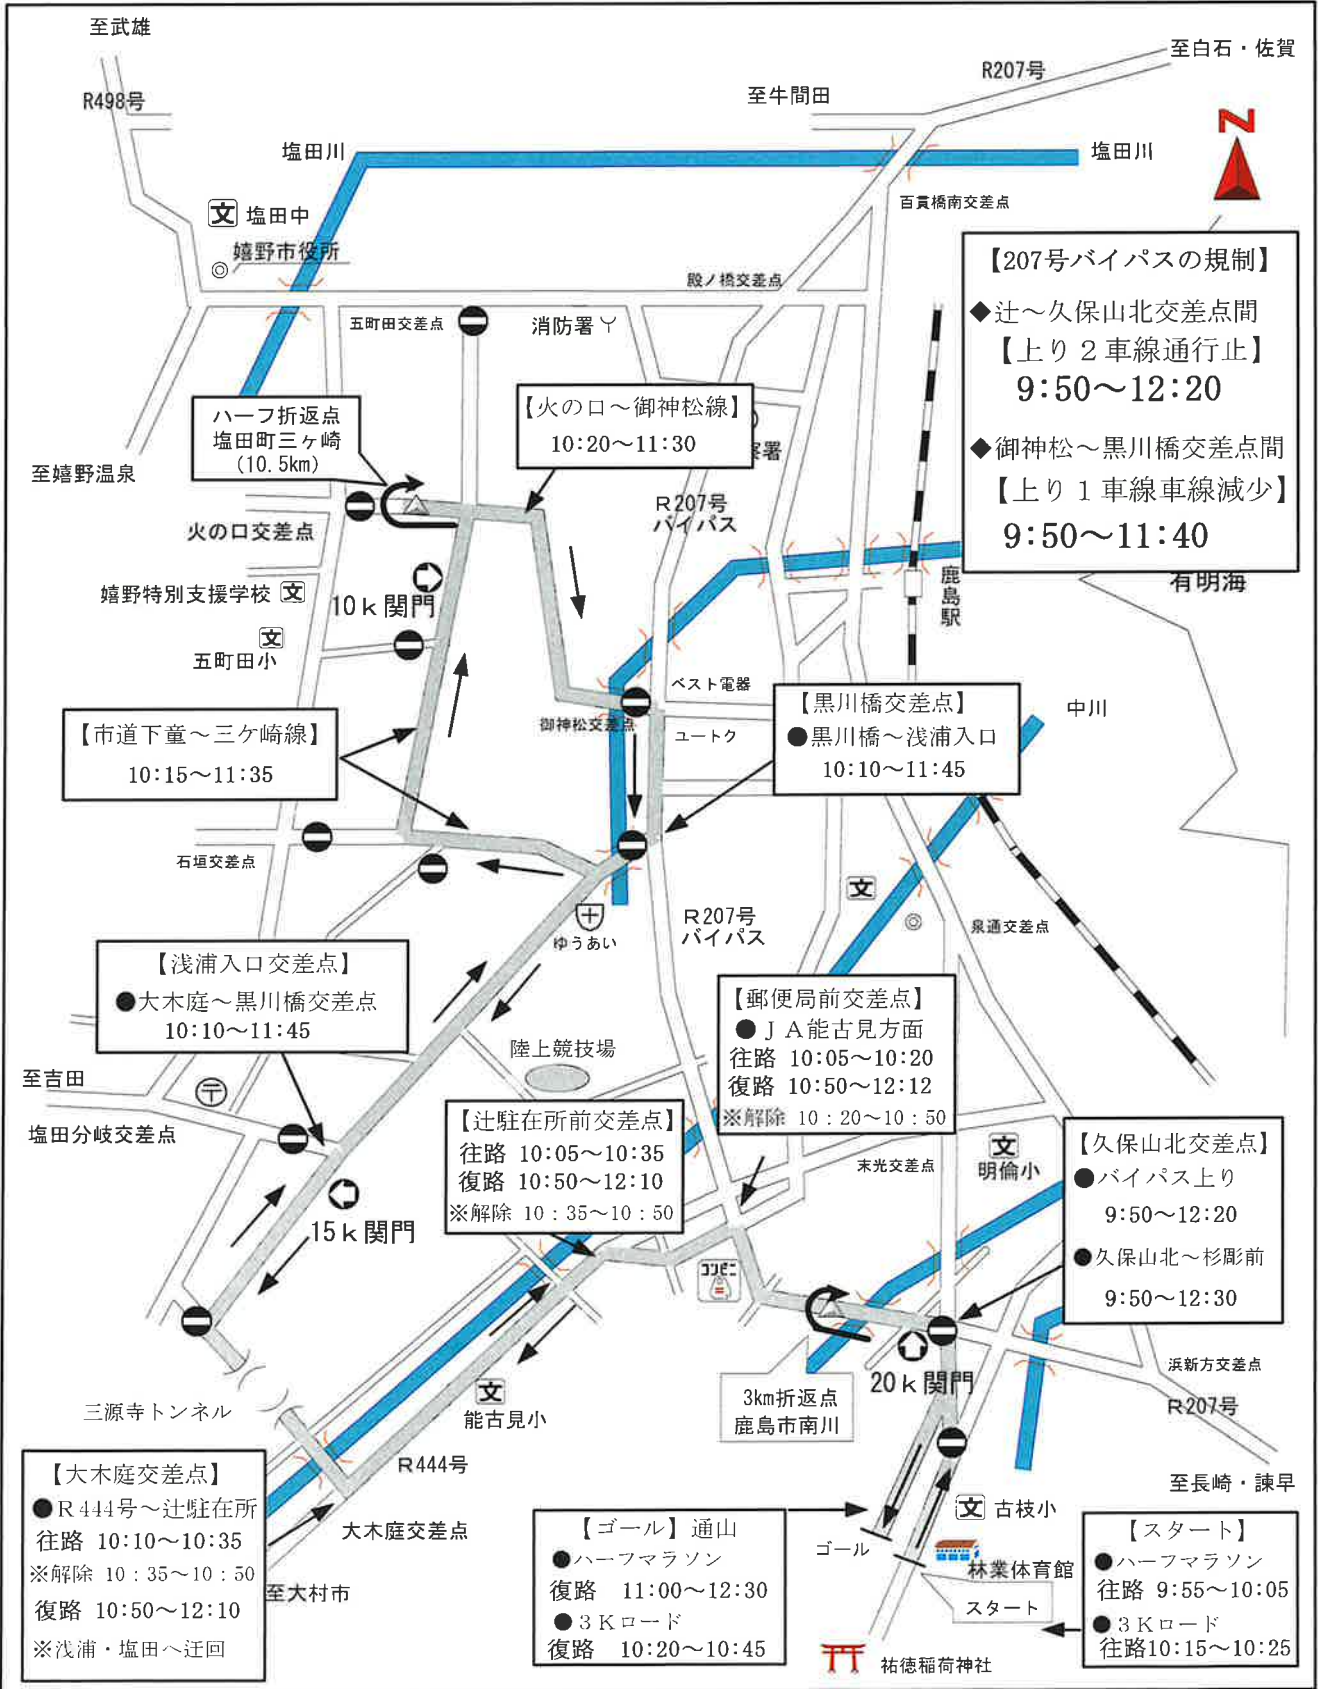 至武雄
R498号
至白石・佐賀
R207号
至牛間田
塩田川
塩田川
百貫橋南交差点
文 塩田中
嬉野市役所
殿ノ橋交差点
N
五町田交差点
消防署
【207号バイパスの規制】
◆辻～久保山北交差点間
【上り２車線通行止】
9:50～12:20
◆御神松～黒川橋交差点間
【上り１車線車線減少】
9:50～11:40
有明海
ハーフ折返点
塩田町三ヶ崎
(10.5km)
【火の口～御神松線】
10:20～11:30
察署
至嬉野温泉
R207号
バイパス
火の口交差点
嬉野特別支援学校 文
10ｋ関門
鹿島駅
文
五町田小
ベスト電器
御神松交差点
ユートク
中川
【市道下童～三ケ崎線】
10:15～11:35
【黒川橋交差点】
●黒川橋～浅浦入口
10:10～11:45
石垣交差点
文
ゆうあい
R207号
バイパス
泉通交差点
【浅浦入口交差点】
●大木庭～黒川橋交差点
10:10～11:45
【郵便局前交差点】
●ＪＡ能古見方面
往路 10:05～10:20
復路 10:50～12:12
※解除 10：20～10：50
陸上競技場
至吉田
〒
塩田分岐交差点
【辻駐在所前交差点】
往路 10:05～10:35
復路 10:50～12:10
※解除 10：35～10：50
末光交差点
文
明倫小
【久保山北交差点】
●バイパス上り
9:50～12:20
●久保山北～杉彫前
9:50～12:30
15ｋ関門
コンビニ
浜新方交差点
R207号
3km折返点
鹿島市南川
20ｋ関門
三源寺トンネル
文
能古見小
R444号
至長崎・諫早
【大木庭交差点】
●R444号～辻駐在所
往路 10:10～10:35
※解除 10：35～10：50
復路 10:50～12:10
※浅浦・塩田へ迂回
大木庭交差点
至大村市
【ゴール】通山
●ハーフマラソン
復路 11:00～12:30
●３Ｋロード
復路 10:20～10:45
ゴール
文 古枝小
林業体育館
スタート
【スタート】
●ハーフマラソン
往路 9:55～10:05
●３Ｋロード
往路10:15～10:25
祐徳稲荷神社